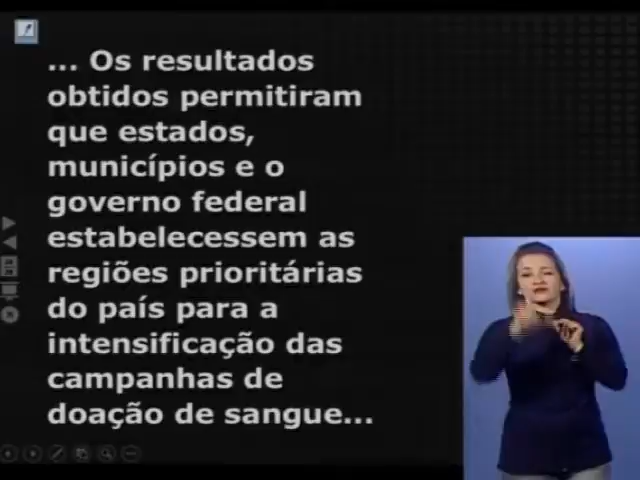 ... Os resultados
obtidos permitiram
que estados,
municípios e o
governo federal
estabelecessem as
regiões prioritárias
do país para a
intensificação das
campanhas de
doação de sangue...